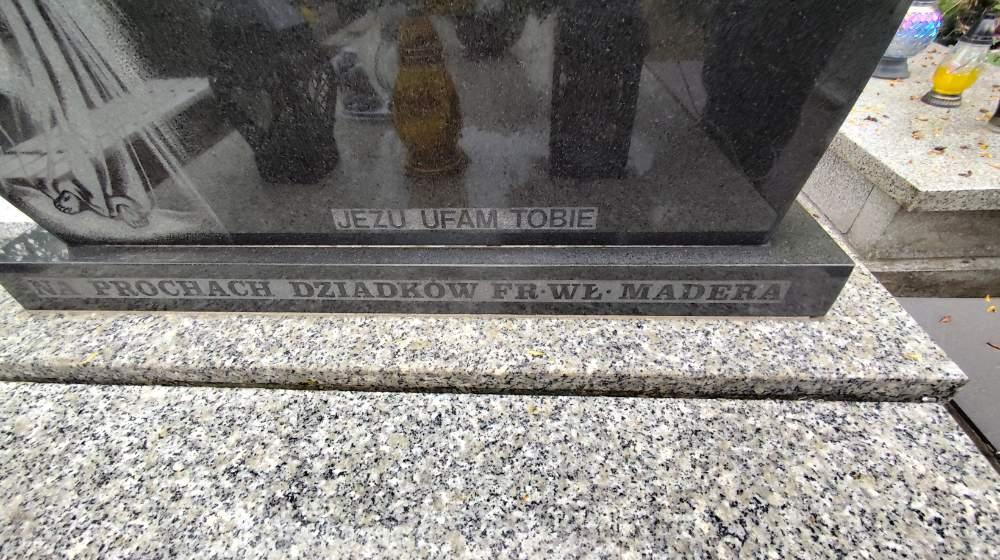 JEZU UFAM TOBIE
NA PROCHACH DZIADKÓW FR·WŁ·MADERA